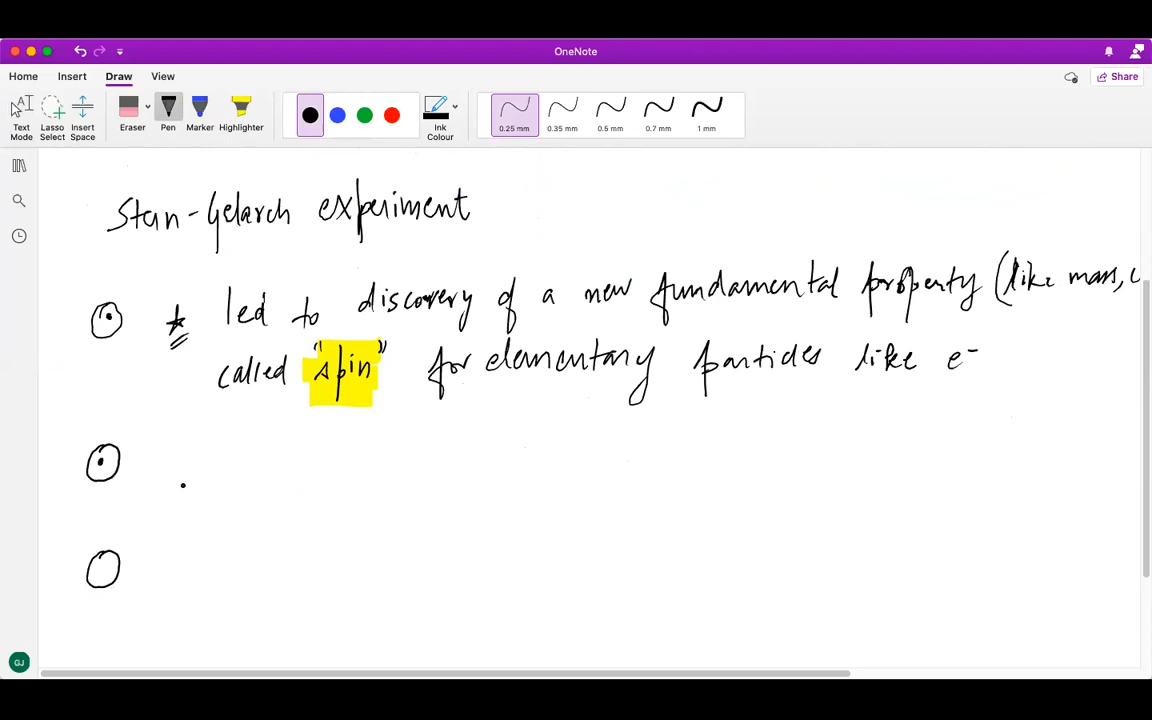 OneNote
Home Insert Draw View
Share
Text Mode
Lasso Select
Insert Space
Eraser
Pen
Marker
Highlighter
Ink Colour
0.25 mm
0.35 mm
0.5 mm
0.7 mm
1 mm
Stern-Gelarch experiment
led to discovery of a new fundamental property (like mass, c
called "spin" for elementary particles like e⁻
GJ